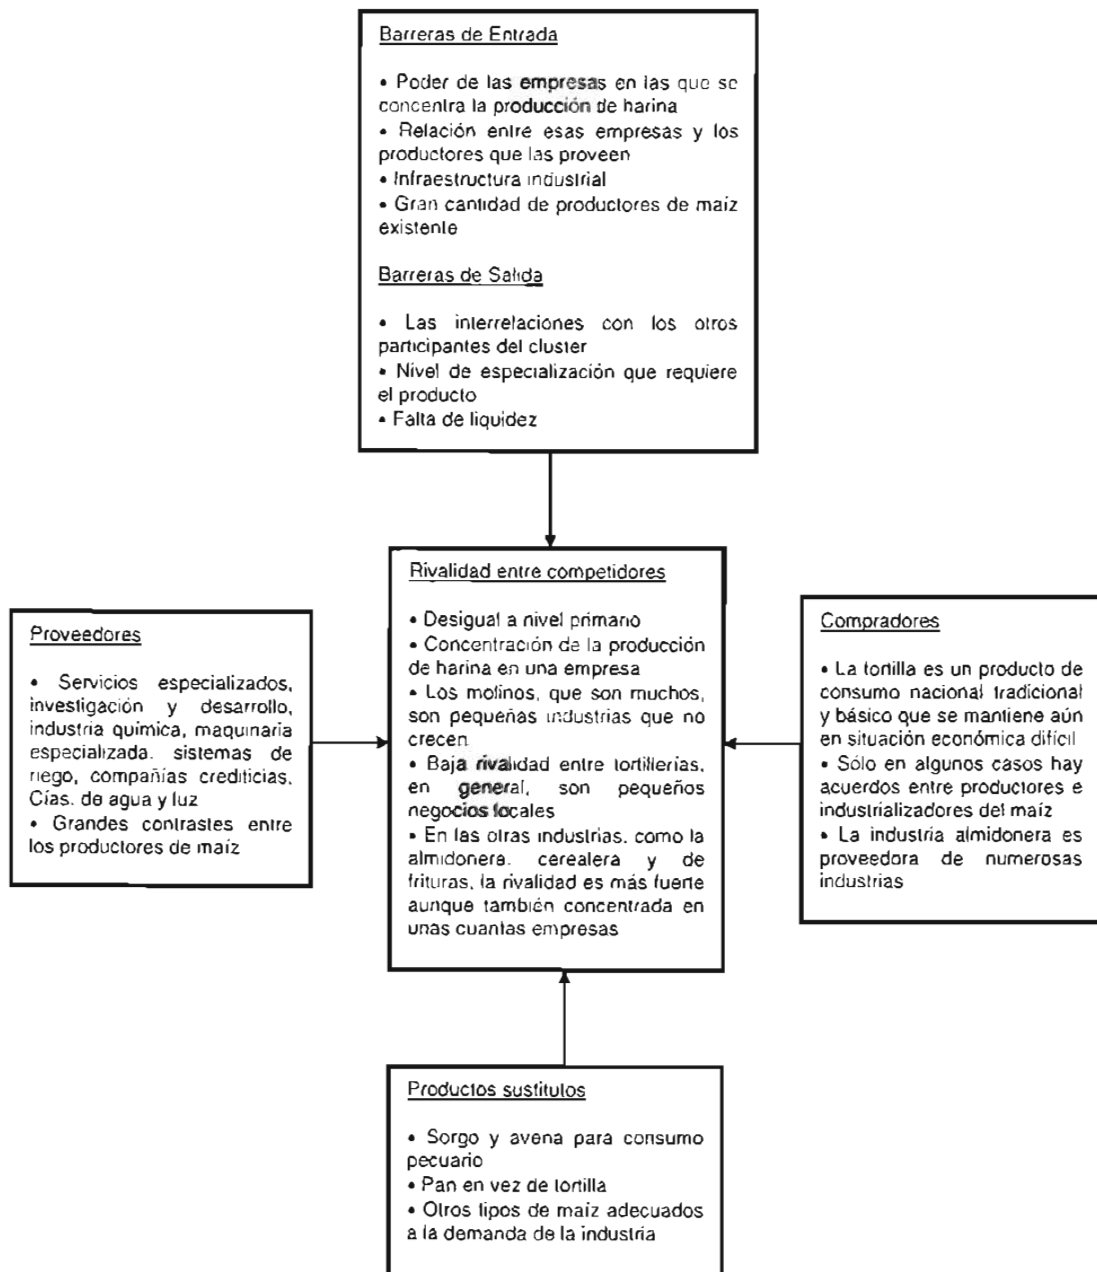 Barreras de Entrada
• Poder de las empresas en las que se
concentra la producción de harina
• Relación entre esas empresas y los
productores que las proveen
• Infraestructura industrial
• Gran cantidad de productores de maíz
existente
Barreras de Salida
• Las interrelaciones con los otros
participantes del cluster
• Nivel de especialización que requiere
el producto
• Falta de liquidez
Proveedores
• Servicios especializados,
investigación y desarrollo,
industria química, maquinaria
especializada. sistemas de
riego, compañías crediticias.
Cías. de agua y luz
• Grandes contrastes entre
los productores de maíz
Rivalidad entre competidores
• Desigual a nivel primario
• Concentración de la producción
de harina en una empresa
• Los molinos, que son muchos,
son pequeñas industrias que no
crecen
• Baja rivalidad entre tortillerías,
en general, son pequeños
negocios locales
• En las otras industrias. como la
almidonera. cerealera y de
frituras, la rivalidad es más fuerte
aunque también concentrada en
unas cuantas empresas
Compradores
• La tortilla es un producto de
consumo nacional tradicional
y básico que se mantiene aún
en situación económica difícil
• Sólo en algunos casos hay
acuerdos entre productores e
industrializadores del maíz
• La industria almidonera es
proveedora de numerosas
industrias
Productos sustitutos
• Sorgo y avena para consumo
pecuario
• Pan en vez de tortilla
• Otros tipos de maíz adecuados
a la demanda de la industria